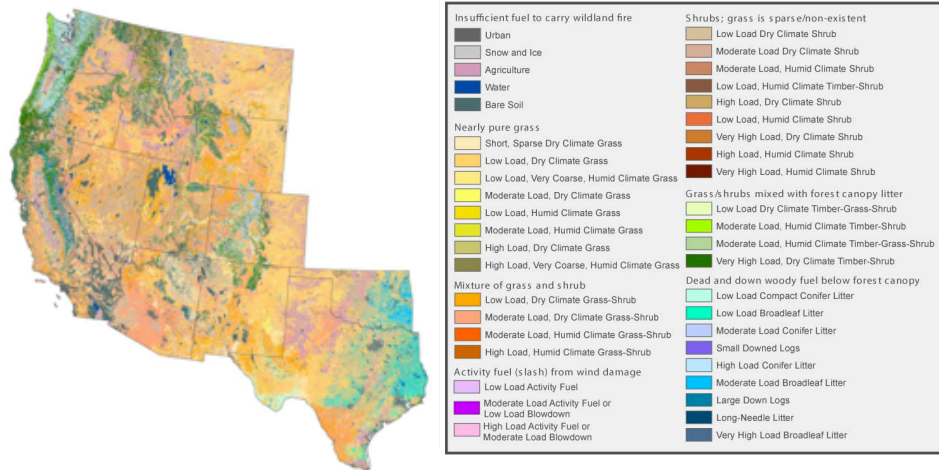 Insufficient fuel to carry wildland fire
Urban
Snow and Ice
Agriculture
Water
Bare Soil
Nearly pure grass
Short, Sparse Dry Climate Grass
Low Load, Dry Climate Grass
Low Load, Very Coarse, Humid Climate Grass
Moderate Load, Dry Climate Grass
Low Load, Humid Climate Grass
Moderate Load, Humid Climate Grass
High Load, Dry Climate Grass
High Load, Very Coarse, Humid Climate Grass
Mixture of grass and shrub
Low Load, Dry Climate Grass-Shrub
Moderate Load, Dry Climate Grass-Shrub
Moderate Load, Humid Climate Grass-Shrub
High Load, Humid Climate Grass-Shrub
Activity fuel (slash) from wind damage
Low Load Activity Fuel
Moderate Load Activity Fuel or
Low Load Blowdown
High Load Activity Fuel or
Moderate Load Blowdown
Shrubs; grass is sparse/non-existent
Low Load Dry Climate Shrub
Moderate Load Dry Climate Shrub
Moderate Load, Humid Climate Shrub
Low Load, Humid Climate Timber-Shrub
High Load, Dry Climate Shrub
Low Load, Humid Climate Shrub
Very High Load, Dry Climate Shrub
High Load, Humid Climate Shrub
Very High Load, Humid Climate Shrub
Grass/shrubs mixed with forest canopy litter
Low Load Dry Climate Timber-Grass-Shrub
Moderate Load, Humid Climate Timber-Shrub
Moderate Load, Humid Climate Timber-Grass-Shrub
Very High Load, Dry Climate Timber-Shrub
Dead and down woody fuel below forest canopy
Low Load Compact Conifer Litter
Low Load Broadleaf Litter
Moderate Load Conifer Litter
Small Downed Logs
High Load Conifer Litter
Moderate Load Broadleaf Litter
Large Down Logs
Long-Needle Litter
Very High Load Broadleaf Litter